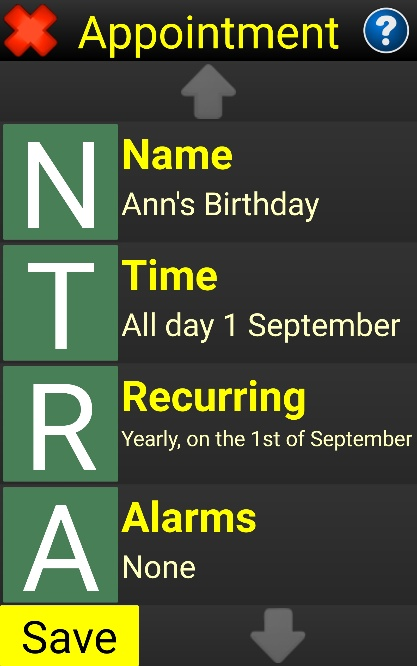 Appointment ?
N
Name
Ann's Birthday
T
Time
All day 1 September
R
Recurring
Yearly, on the 1st of September
A
Alarms
None
Save